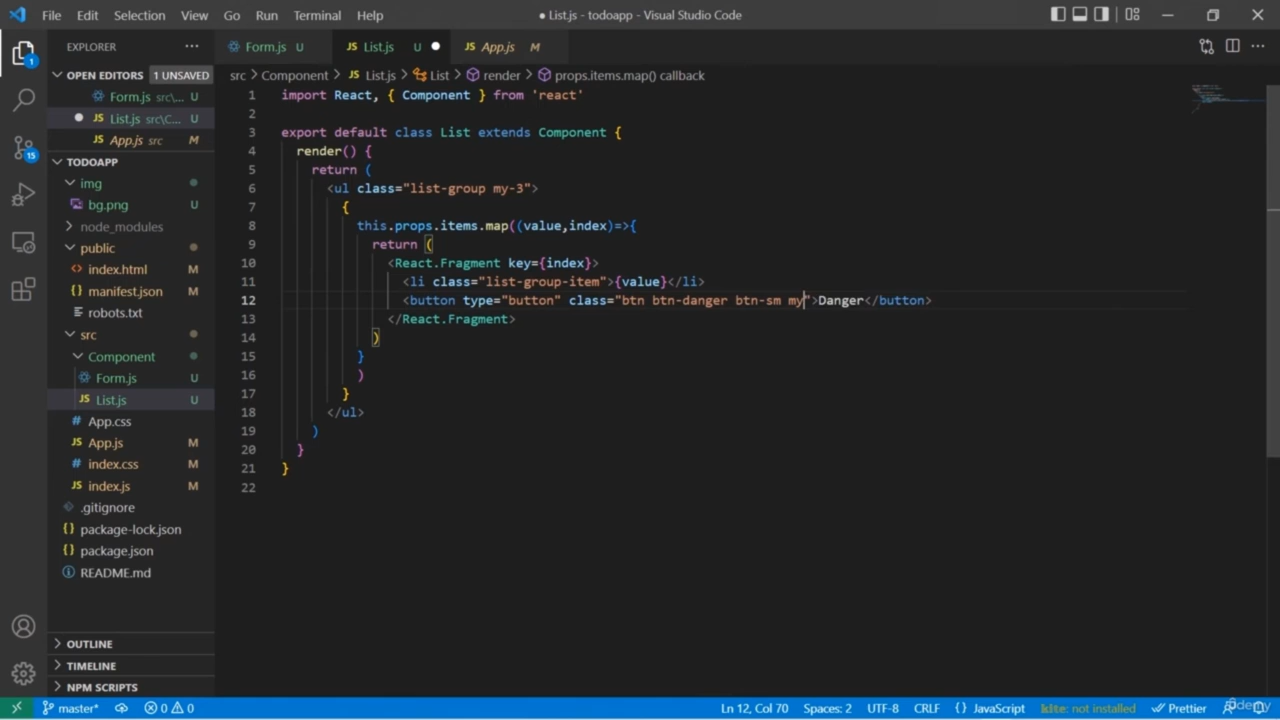 File Edit Selection View Go Run Terminal Help
● List.js - todoapp - Visual Studio Code
EXPLORER
Form.js U
List.js U
App.js M
OPEN EDITORS 1 UNSAVED
src > Component > List.js > List > render > props.items.map() callback
Form.js src\... U
List.js src\C... U
App.js src M
TODOAPP
img
bg.png U
node_modules
public
index.html M
manifest.json M
robots.txt
src
Component
Form.js U
List.js U
App.css
App.js M
index.css M
index.js M
.gitignore
package-lock.json
package.json
README.md
OUTLINE
TIMELINE
NPM SCRIPTS
1 import React, { Component } from 'react'
2
3 export default class List extends Component {
4 render() {
5 return (
6 <ul class="list-group my-3">
7 {
8 this.props.items.map((value,index)=>{
9 return (
10 <React.Fragment key={index}>
11 <li class="list-group-item">{value}</li>
12 <button type="button" class="btn btn-danger btn-sm my">Danger</button>
13 </React.Fragment>
14 )
15 }
16 )
17 }
18 </ul>
19 )
20 }
21 }
22
master* 0 0
Ln 12, Col 70 Spaces: 2 UTF-8 CRLF {} JavaScript not installed Prettier
1
15
JS
JS
JS
JS
JS
JS
Udemy